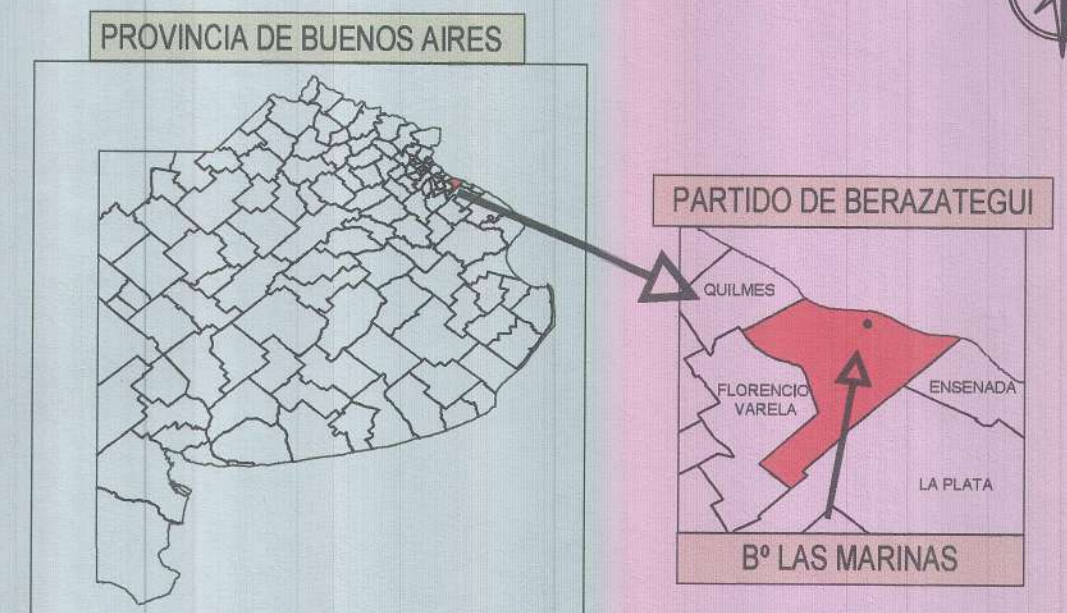 PROVINCIA DE BUENOS AIRES
PARTIDO DE BERAZATEGUI
QUILMES
FLORENCIO
VARELA
ENSENADA
LA PLATA
Bº LAS MARINAS